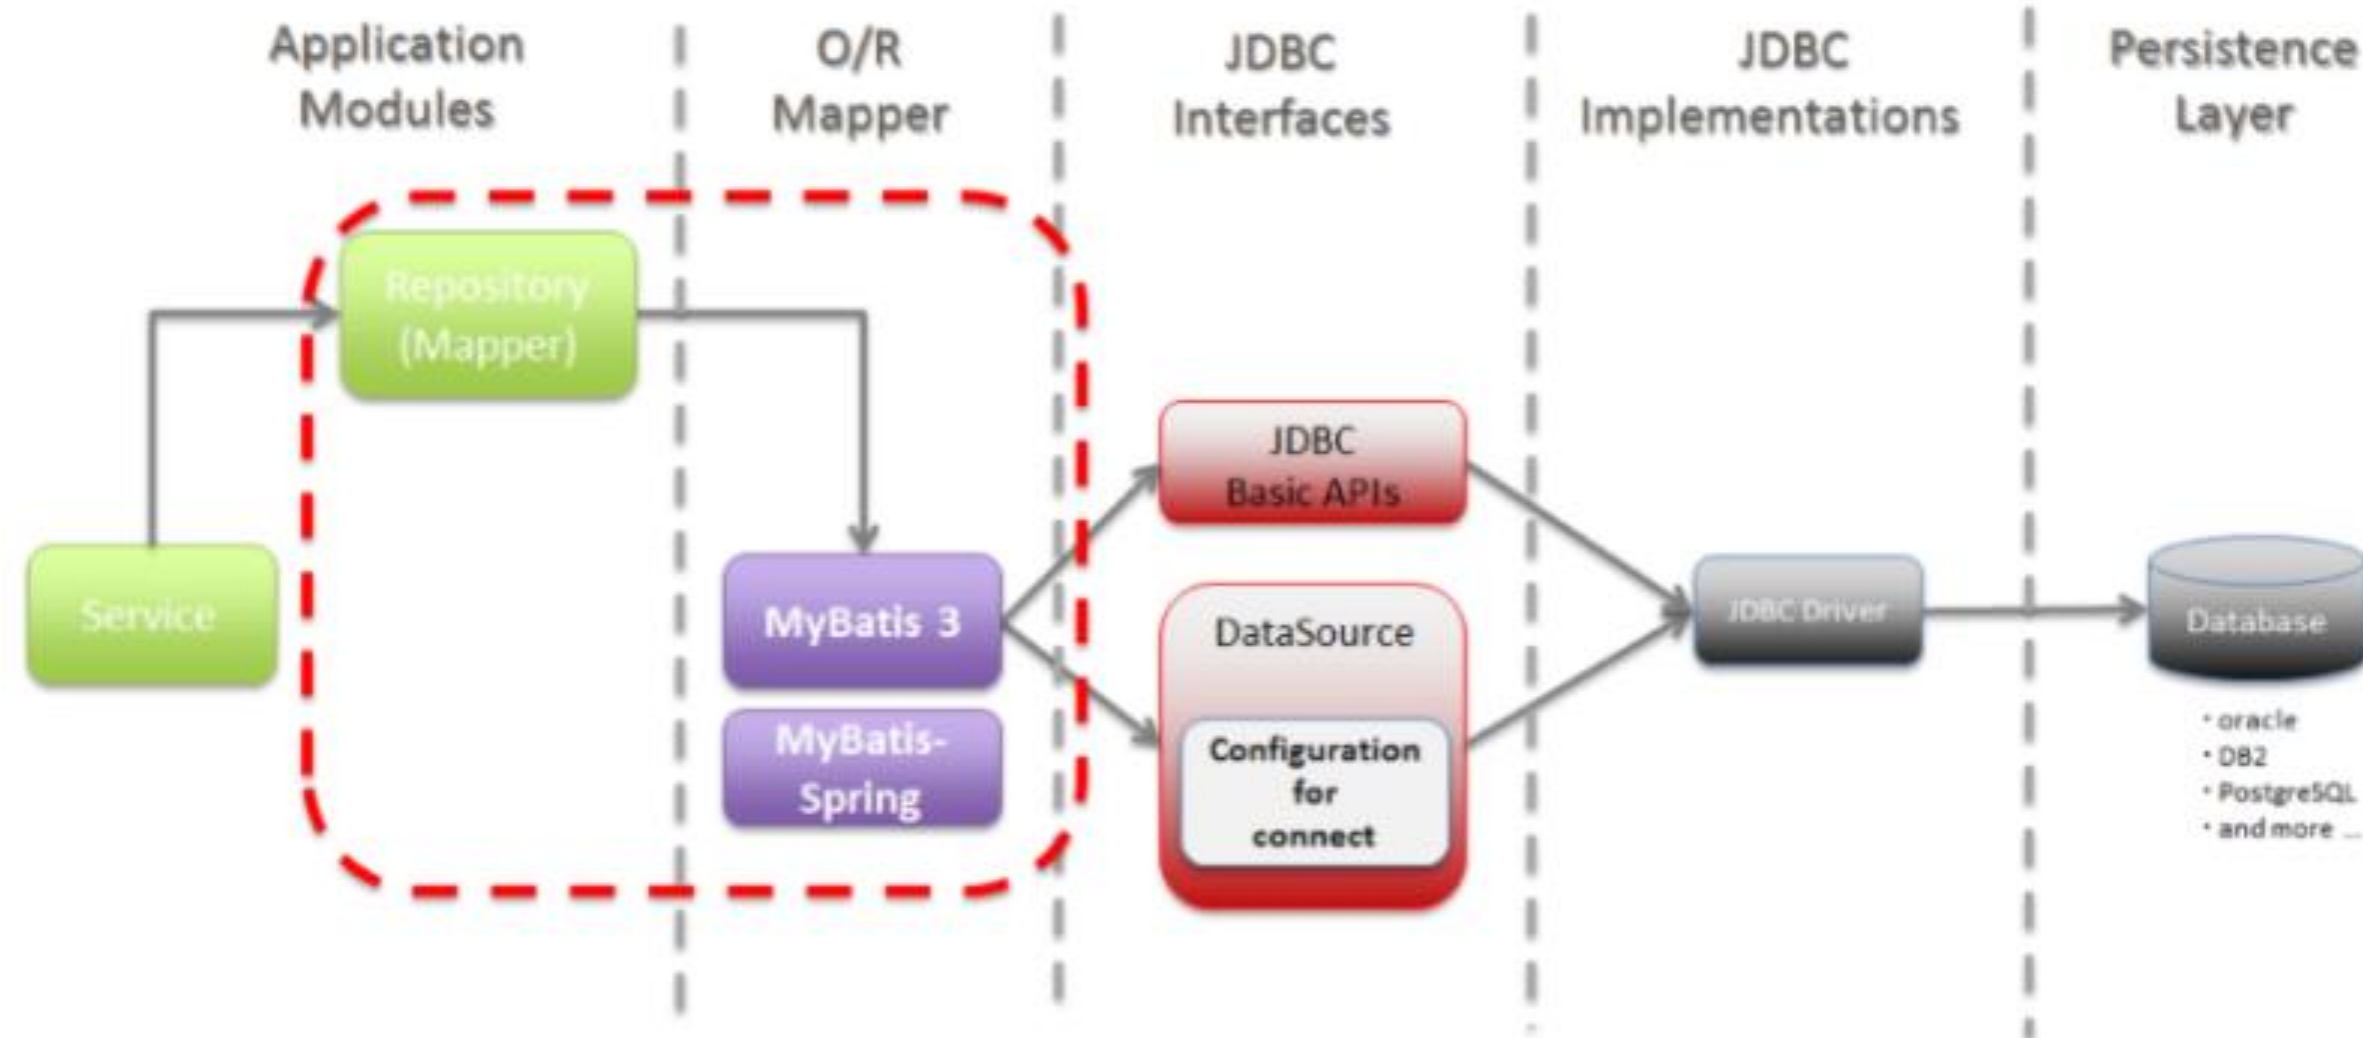 Application
Modules
O/R
Mapper
JDBC
Interfaces
JDBC
Implementations
Persistence
Layer
Repository
(Mapper)
Service
MyBatis 3
MyBatis-
Spring
JDBC
Basic APIs
DataSource
Configuration
for
connect
JDBC Driver
Database
・oracle
・DB2
・PostgreSQL
・and more ...